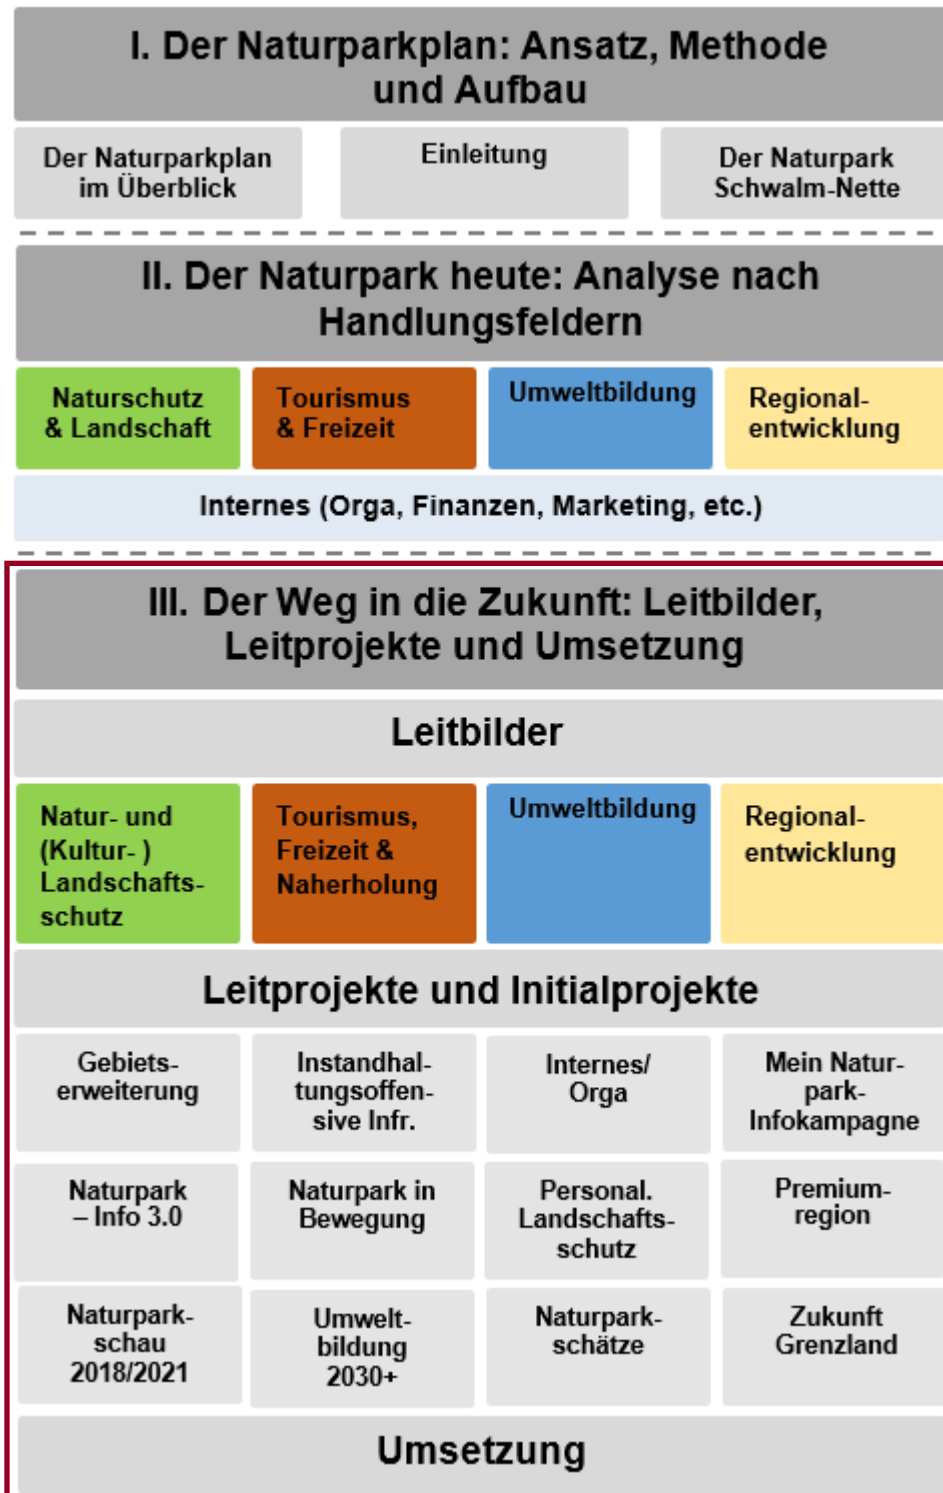 I. Der Naturparkplan: Ansatz, Methode
und Aufbau
Der Naturparkplan
im Überblick
Einleitung
Der Naturpark
Schwalm-Nette
II. Der Naturpark heute: Analyse nach
Handlungsfeldern
Naturschutz
& Landschaft
Tourismus
& Freizeit
Umweltbildung
Regional-
entwicklung
Internes (Orga, Finanzen, Marketing, etc.)
III. Der Weg in die Zukunft: Leitbilder,
Leitprojekte und Umsetzung
Leitbilder
Natur- und
(Kultur- )
Landschafts-
schutz
Tourismus,
Freizeit &
Naherholung
Umweltbildung
Regional-
entwicklung
Leitprojekte und Initialprojekte
Gebiets-
erweiterung
Instandhal-
tungsoffen-
sive Infr.
Internes/
Orga
Mein Natur-
park-
Infokampagne
Naturpark
– Info 3.0
Naturpark in
Bewegung
Personal.
Landschafts-
schutz
Premium-
region
Naturpark-
schau
2018/2021
Umwelt-
bildung
2030+
Naturpark-
schätze
Zukunft
Grenzland
Umsetzung